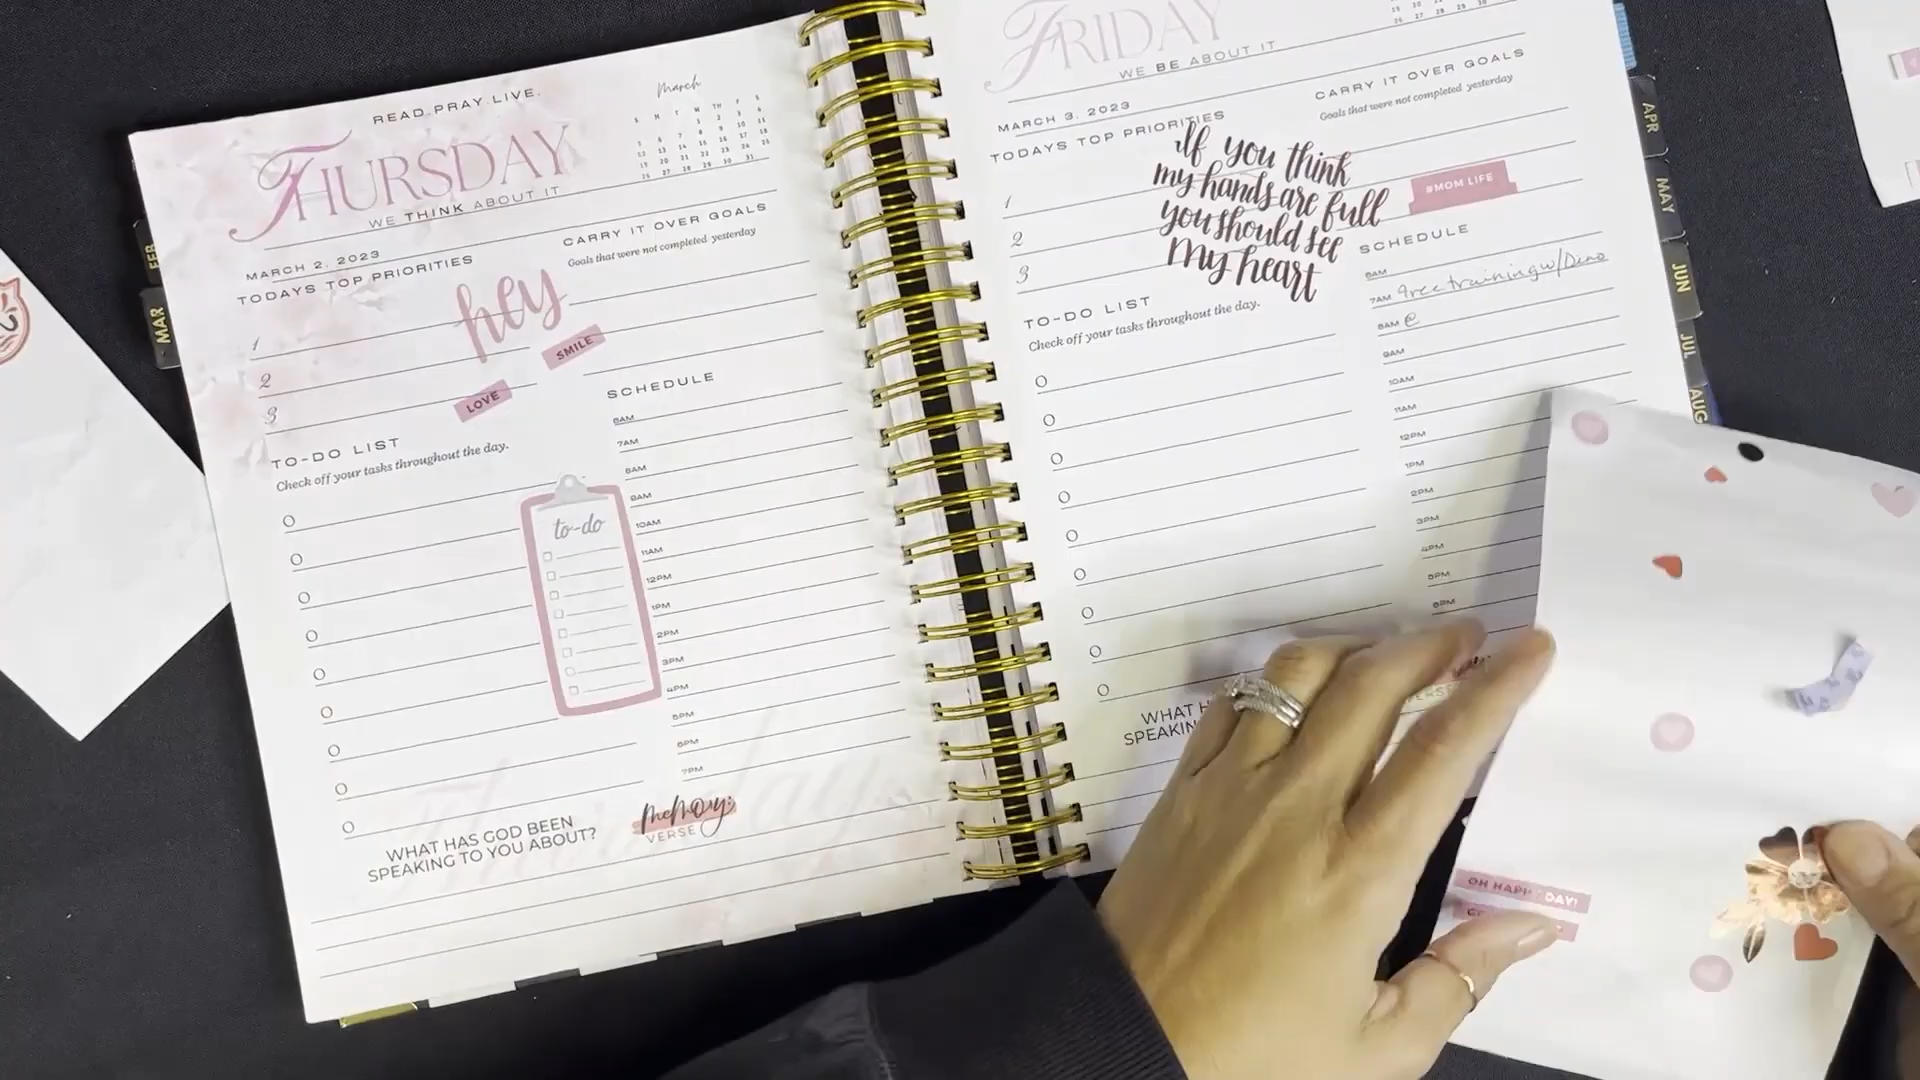 READ.PRAY.LIVE.
THURSDAY
WE THINK ABOUT IT
March
S M T W TH F S
MARCH 2, 2023
TODAYS TOP PRIORITIES
1
2
3
hey
SMILE
LOVE
CARRY IT OVER GOALS
Goals that were not completed yesterday
SCHEDULE
6AM
7AM
8AM
9AM
10AM
11AM
12PM
1PM
2PM
3PM
4PM
5PM
6PM
7PM
TO-DO LIST
Check off your tasks throughout the day.
to-do
WHAT HAS GOD BEEN
SPEAKING TO YOU ABOUT?
memory:
VERSE
Thursday
FEB
MAR
FRIDAY
WE BE ABOUT IT
MARCH 3, 2023
TODAYS TOP PRIORITIES
1
2
3
If you think
my hands are full
you should see
My heart
CARRY IT OVER GOALS
Goals that were not completed yesterday
#MOM LIFE
SCHEDULE
6AM
7AM free training w/
8AM @
9AM
10AM
11AM
12PM
1PM
2PM
3PM
4PM
5PM
6PM
TO-DO LIST
Check off your tasks throughout the day.
WHAT
VERSE
APR
MAY
JUN
JUL
AUG
OH HAPPY DAY!